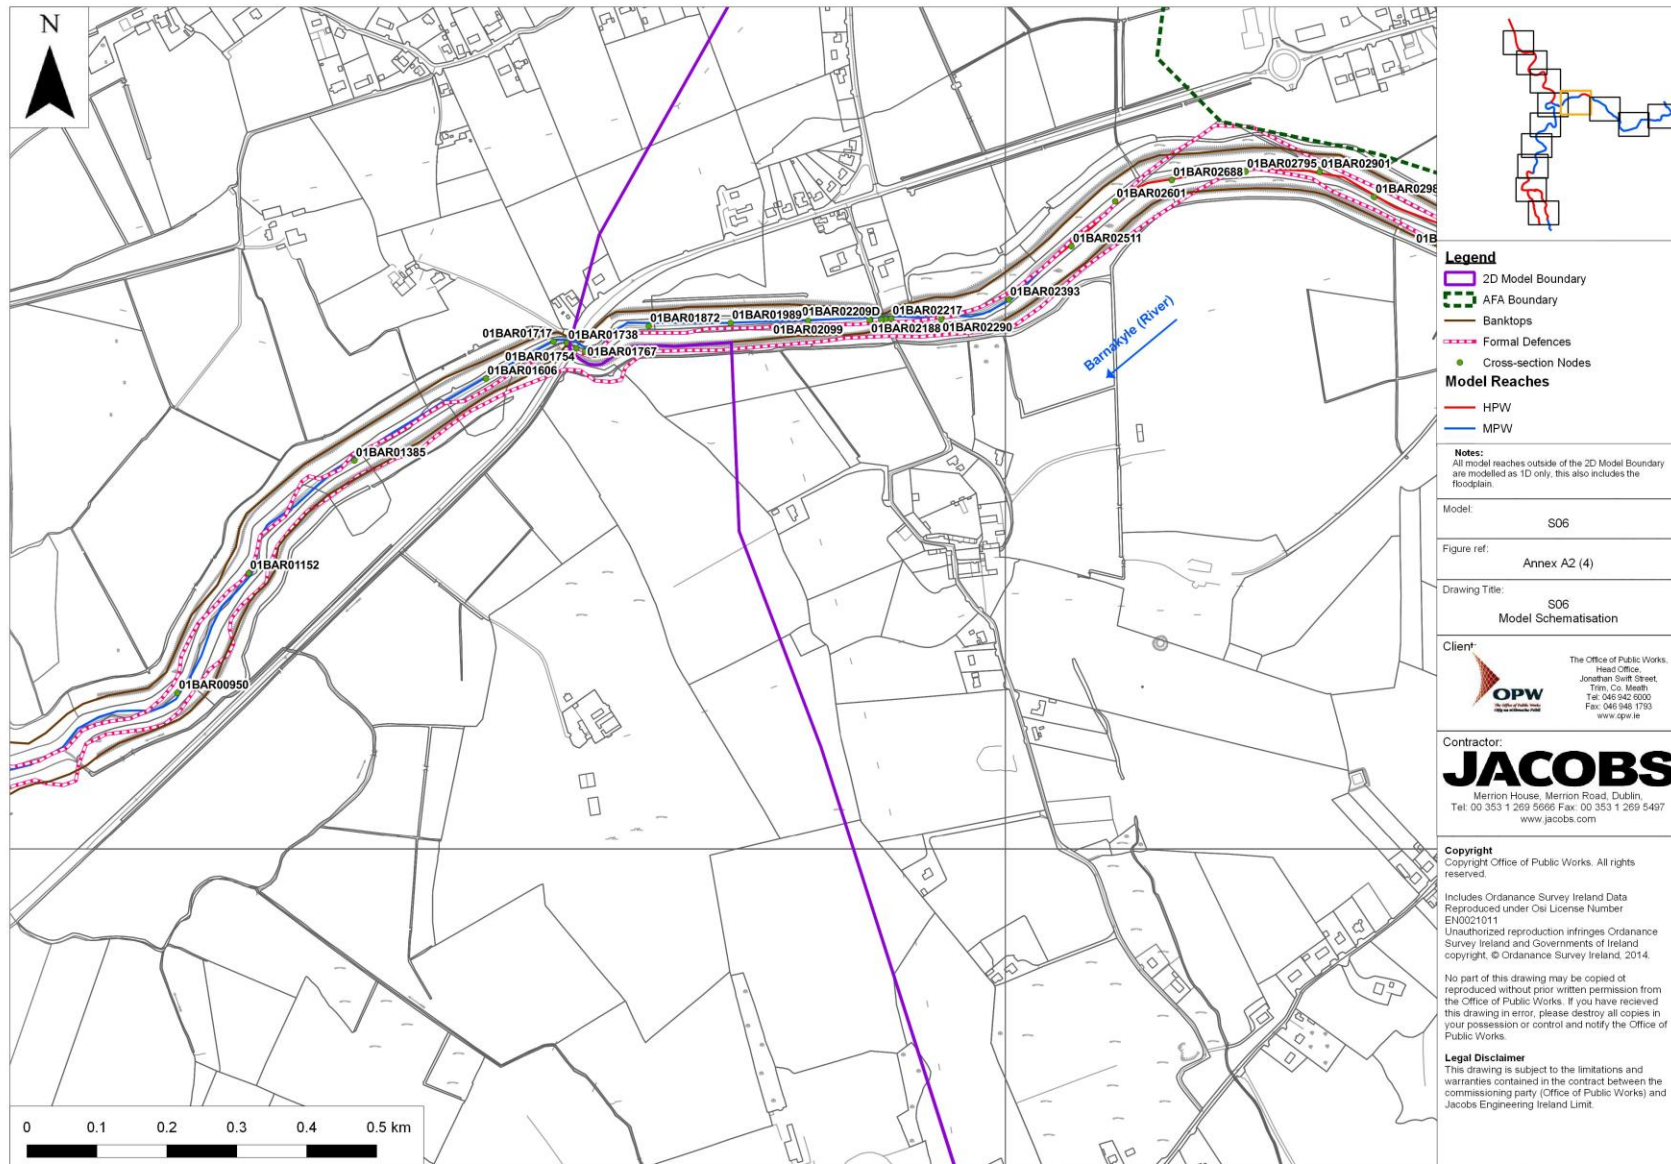 N
01BAR02795
01BAR02901
01BAR02688
01BAR02601
01BAR0298
01BAR02511
01B
01BAR02393
01BAR01872
01BAR01989
01BAR02209D
01BAR02217
01BAR02099
01BAR02188
01BAR02290
01BAR01717
01BAR01738
01BAR01754
01BAR01767
01BAR01606
01BAR01385
01BAR01152
01BAR00950
Barnakyle (River)
0 0.1 0.2 0.3 0.4 0.5 km
Legend
2D Model Boundary
AFA Boundary
Banktops
Formal Defences
Cross-section Nodes
Model Reaches
HPW
MPW
Notes:
All model reaches outside of the 2D Model Boundary
are modelled as 1D only, this also includes the
floodplain.
Model:
S06
Figure ref:
Annex A2 (4)
Drawing Title:
S06
Model Schematisation
Client:
OPW
The Office of Public Works
The Office of Public Works,
Head Office,
Jonathan Swift Street,
Trim, Co. Meath
Tel: 046 942 6000
Fax: 046 948 1793
www.opw.ie
Contractor:
JACOBS
Merrion House, Merrion Road, Dublin,
Tel: 00 353 1 269 5666 Fax: 00 353 1 269 5497
www.jacobs.com
Copyright
Copyright Office of Public Works. All rights
reserved.
Includes Ordanance Survey Ireland Data
Reproduced under Osi License Number
EN0021011
Unauthorized reproduction infringes Ordanance
Survey Ireland and Governments of Ireland
copyright, © Ordanance Survey Ireland, 2014.
No part of this drawing may be copied of
reproduced without prior written permission from
the Office of Public Works. If you have recieved
this drawing in error, please destroy all copies in
your possession or control and notify the Office of
Public Works.
Legal Disclaimer
This drawing is subject to the limitations and
warranties contained in the contract between the
commissioning party (Office of Public Works) and
Jacobs Engineering Ireland Limit.